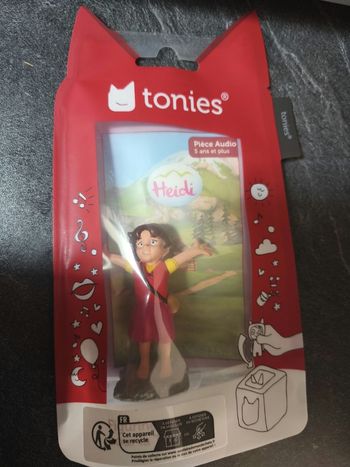 tonies®
tonies®
Pièce Audio
5 ans et plus
Heidi
FR
Cet appareil
se recycle